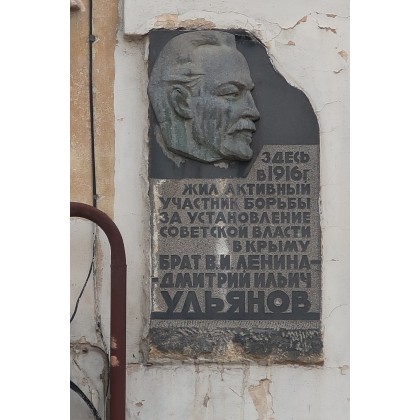 ЗДЕСЬ
В 1916 Г.
ЖИЛ АКТИВНЫЙ
УЧАСТНИК БОРЬБЫ
ЗА УСТАНОВЛЕНИЕ
СОВЕТСКОЙ ВЛАСТИ
В КРЫМУ
БРАТ В.И. ЛЕНИНА-
-ДМИТРИЙ ИЛЬИЧ
УЛЬЯНОВ